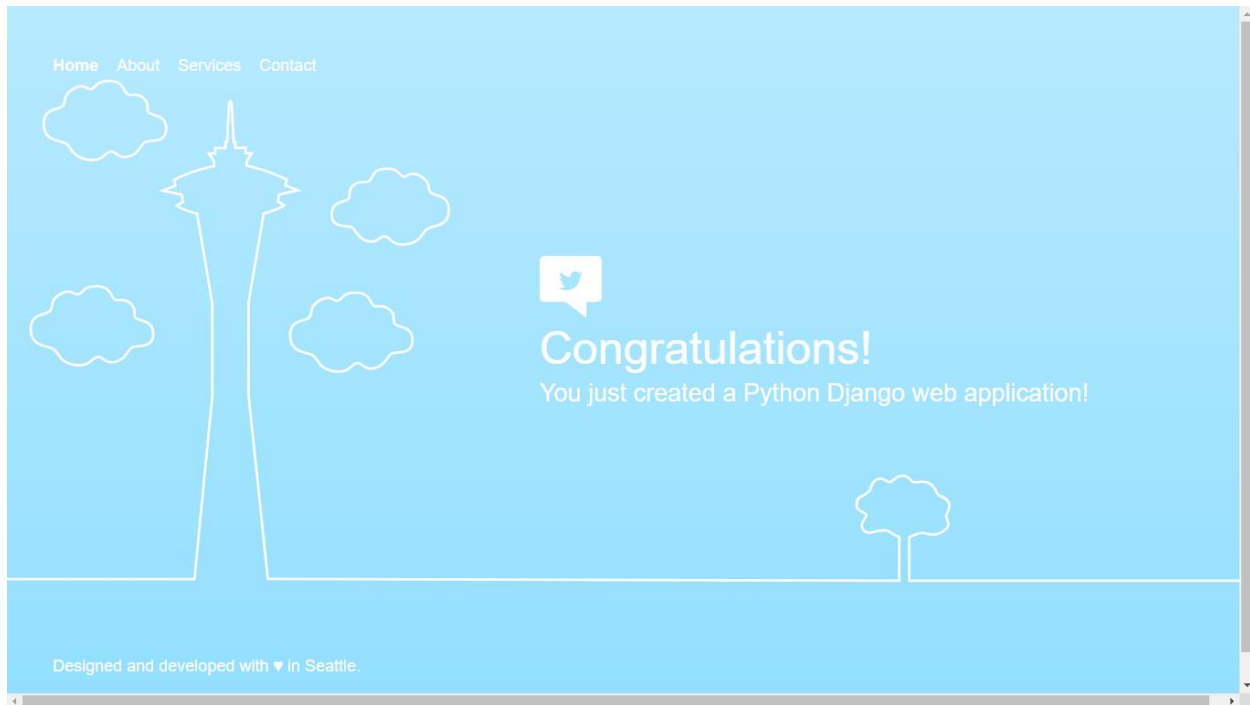 Home About Services Contact
Congratulations!
You just created a Python Django web application!
Designed and developed with ♥ in Seattle.